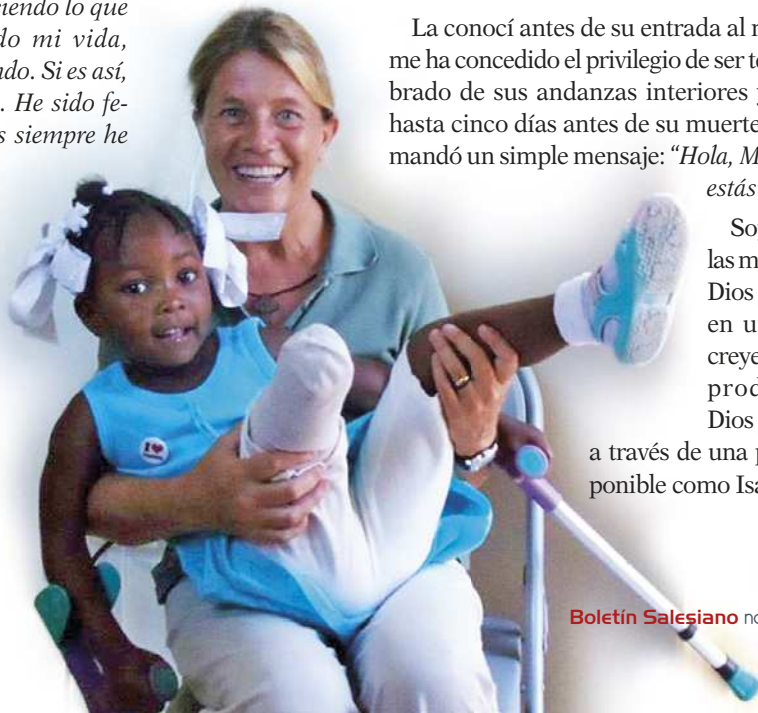 iendo lo que
do mi vida,
ndo. Si es así,
. He sido fe-
s siempre he
La conocí antes de su entrada al
me ha concedido el privilegio de ser te
brado de sus andanzas interiores y
hasta cinco días antes de su muerte
mandó un simple mensaje: “Hola, M
estás
So
las m
Dios
en u
creye
prod
Dios
a través de una p
ponible como Isa
Boletín Salesiano no